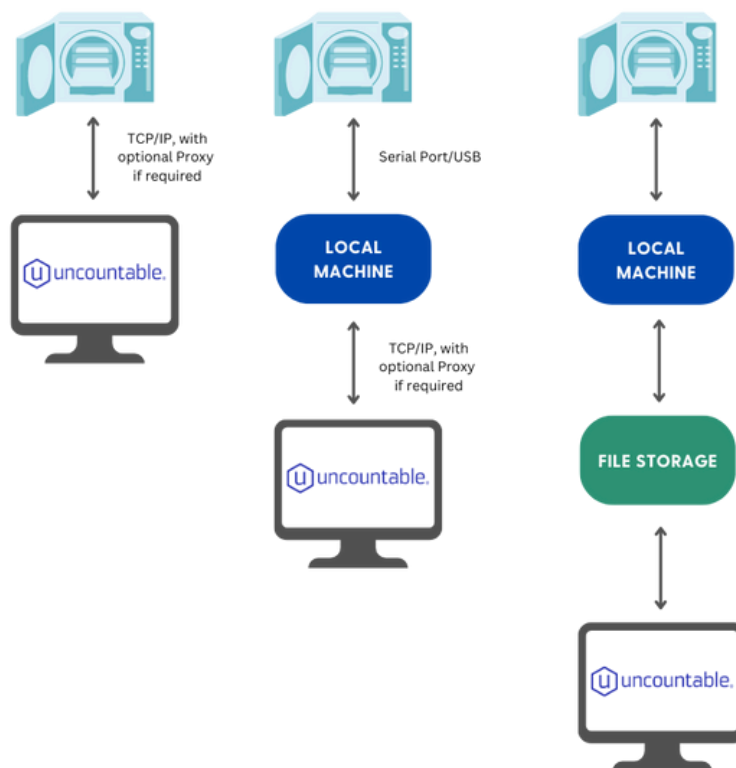 TCP/IP, with
optional Proxy
if required
uncountable.
Serial Port/USB
LOCAL
MACHINE
TCP/IP, with
optional Proxy
if required
uncountable.
LOCAL
MACHINE
FILE STORAGE
uncountable.